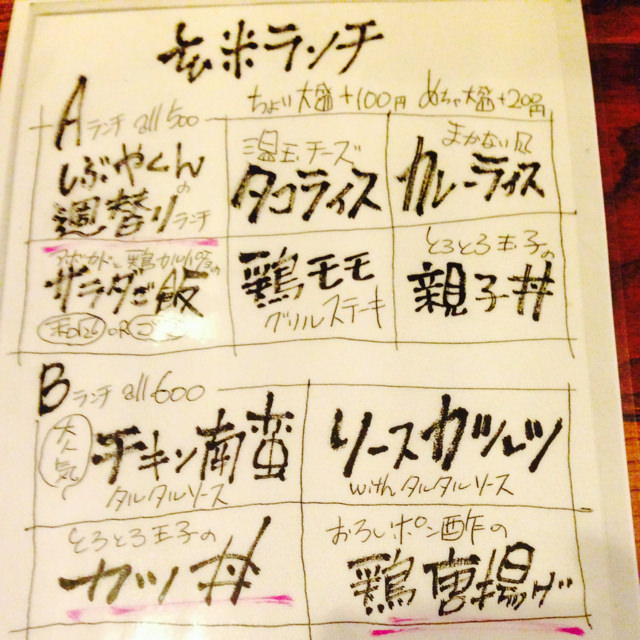 玄米ランチ
ちょい大盛+100円 めちゃ大盛+200円
Aランチ all 500
しぶやくんの
週替りランチ
温玉チーズ
タコライス
まかない風
カレーライス
サラダご飯
鶏モモ
グリルステーキ
とろとろ玉子の
親子丼
Bランチ all 600
大人気
チキン南蛮
タルタルソース
ソースカツレツ
with タルタルソース
とろとろ玉子の
カツ丼
おろしポン酢の
鶏唐揚げ